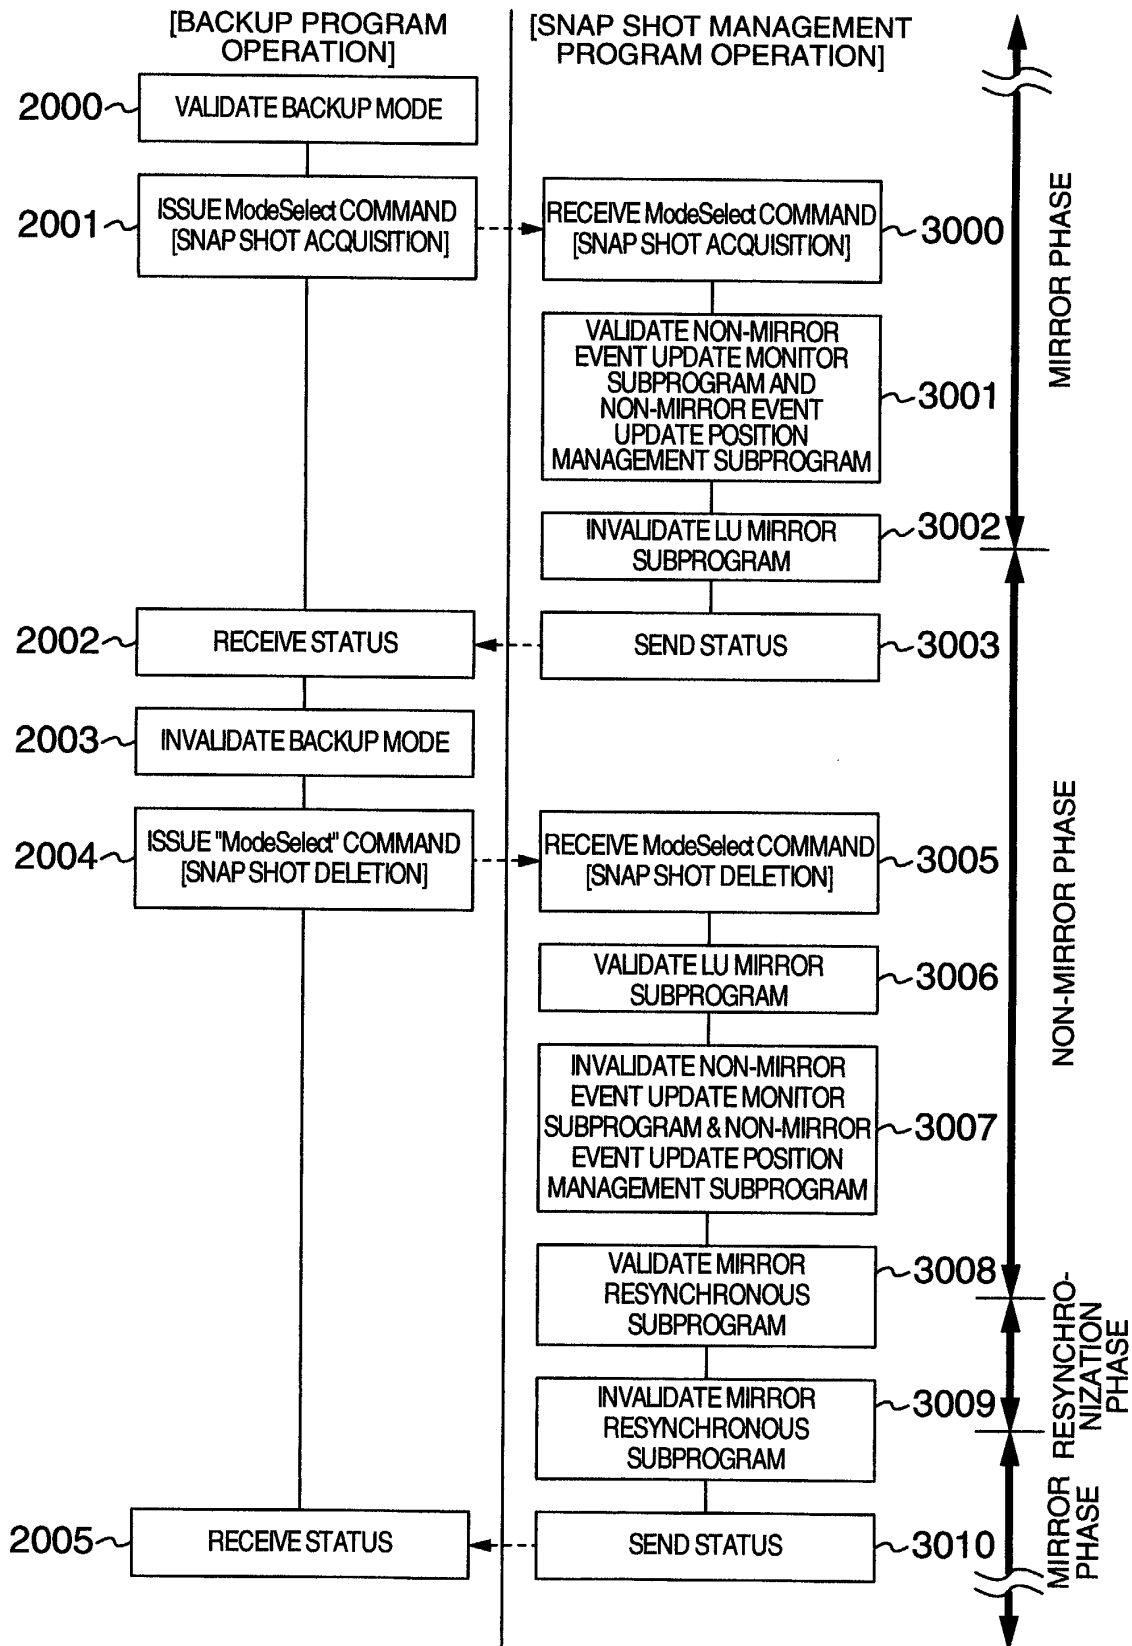 [BACKUP PROGRAM
OPERATION]
[SNAP SHOT MANAGEMENT
PROGRAM OPERATION]
2000
VALIDATE BACKUP MODE
2001
ISSUE ModeSelect COMMAND
[SNAP SHOT ACQUISITION]
RECEIVE ModeSelect COMMAND
[SNAP SHOT ACQUISITION]
3000
VALIDATE NON-MIRROR
EVENT UPDATE MONITOR
SUBPROGRAM AND
NON-MIRROR EVENT
UPDATE POSITION
MANAGEMENT SUBPROGRAM
3001
MIRROR PHASE
INVALIDATE LU MIRROR
SUBPROGRAM
3002
2002
RECEIVE STATUS
SEND STATUS
3003
2003
INVALIDATE BACKUP MODE
2004
ISSUE "ModeSelect" COMMAND
[SNAP SHOT DELETION]
RECEIVE ModeSelect COMMAND
[SNAP SHOT DELETION]
3005
VALIDATE LU MIRROR
SUBPROGRAM
3006
NON-MIRROR PHASE
INVALIDATE NON-MIRROR
EVENT UPDATE MONITOR
SUBPROGRAM & NON-MIRROR
EVENT UPDATE POSITION
MANAGEMENT SUBPROGRAM
3007
VALIDATE MIRROR
RESYNCHRONOUS
SUBPROGRAM
3008
INVALIDATE MIRROR
RESYNCHRONOUS
SUBPROGRAM
3009
RESYNCHRO-
NIZATION
PHASE
2005
RECEIVE STATUS
SEND STATUS
3010
MIRROR
PHASE